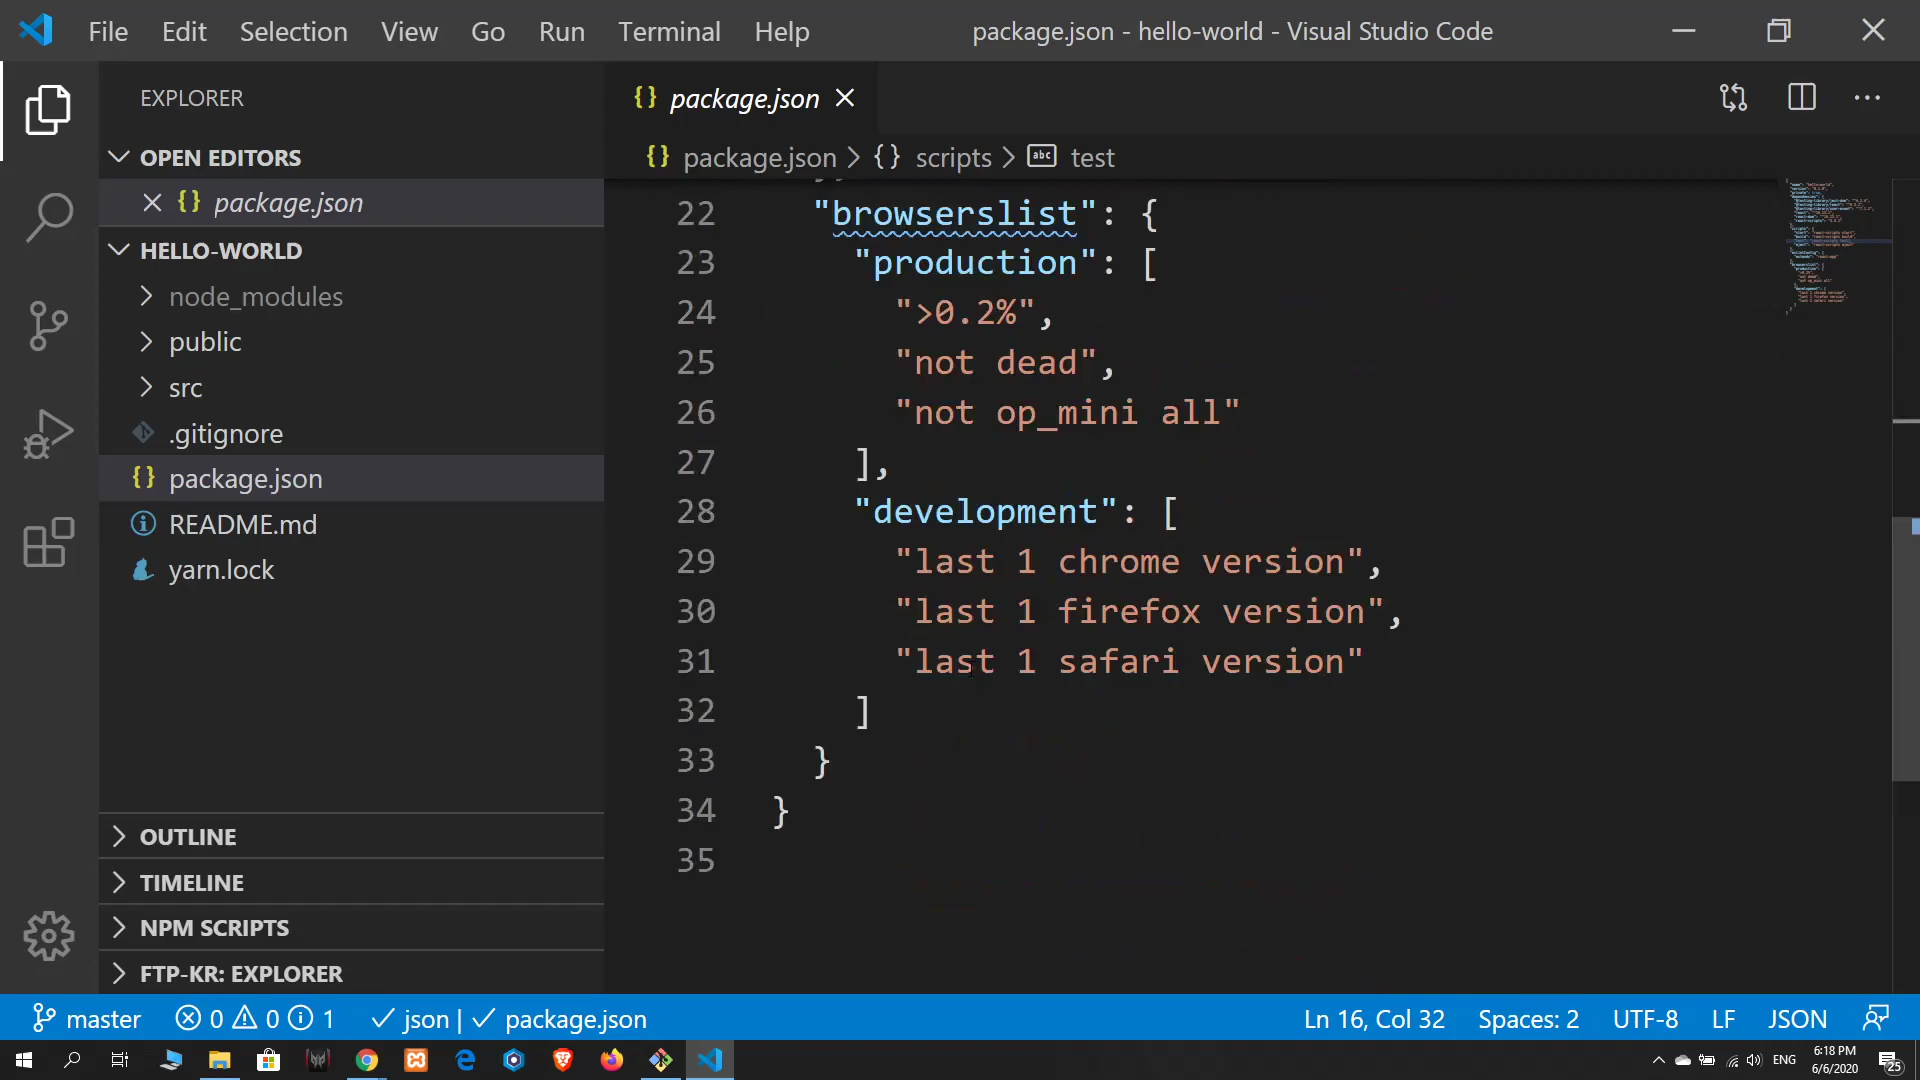 File Edit Selection View Go Run Terminal Help
package.json - hello-world - Visual Studio Code
EXPLORER
OPEN EDITORS
{} package.json
HELLO-WORLD
node_modules
public
src
.gitignore
{} package.json
README.md
yarn.lock
OUTLINE
TIMELINE
NPM SCRIPTS
FTP-KR: EXPLORER
{} package.json
{} package.json > {} scripts > abc test
22 "browserslist": {
23 "production": [
24 ">0.2%",
25 "not dead",
26 "not op_mini all"
27 ],
28 "development": [
29 "last 1 chrome version",
30 "last 1 firefox version",
31 "last 1 safari version"
32 ]
33 }
34 }
35
master 0 0 1 json | package.json
Ln 16, Col 32 Spaces: 2 UTF-8 LF JSON
ENG
6:18 PM
6/6/2020
25